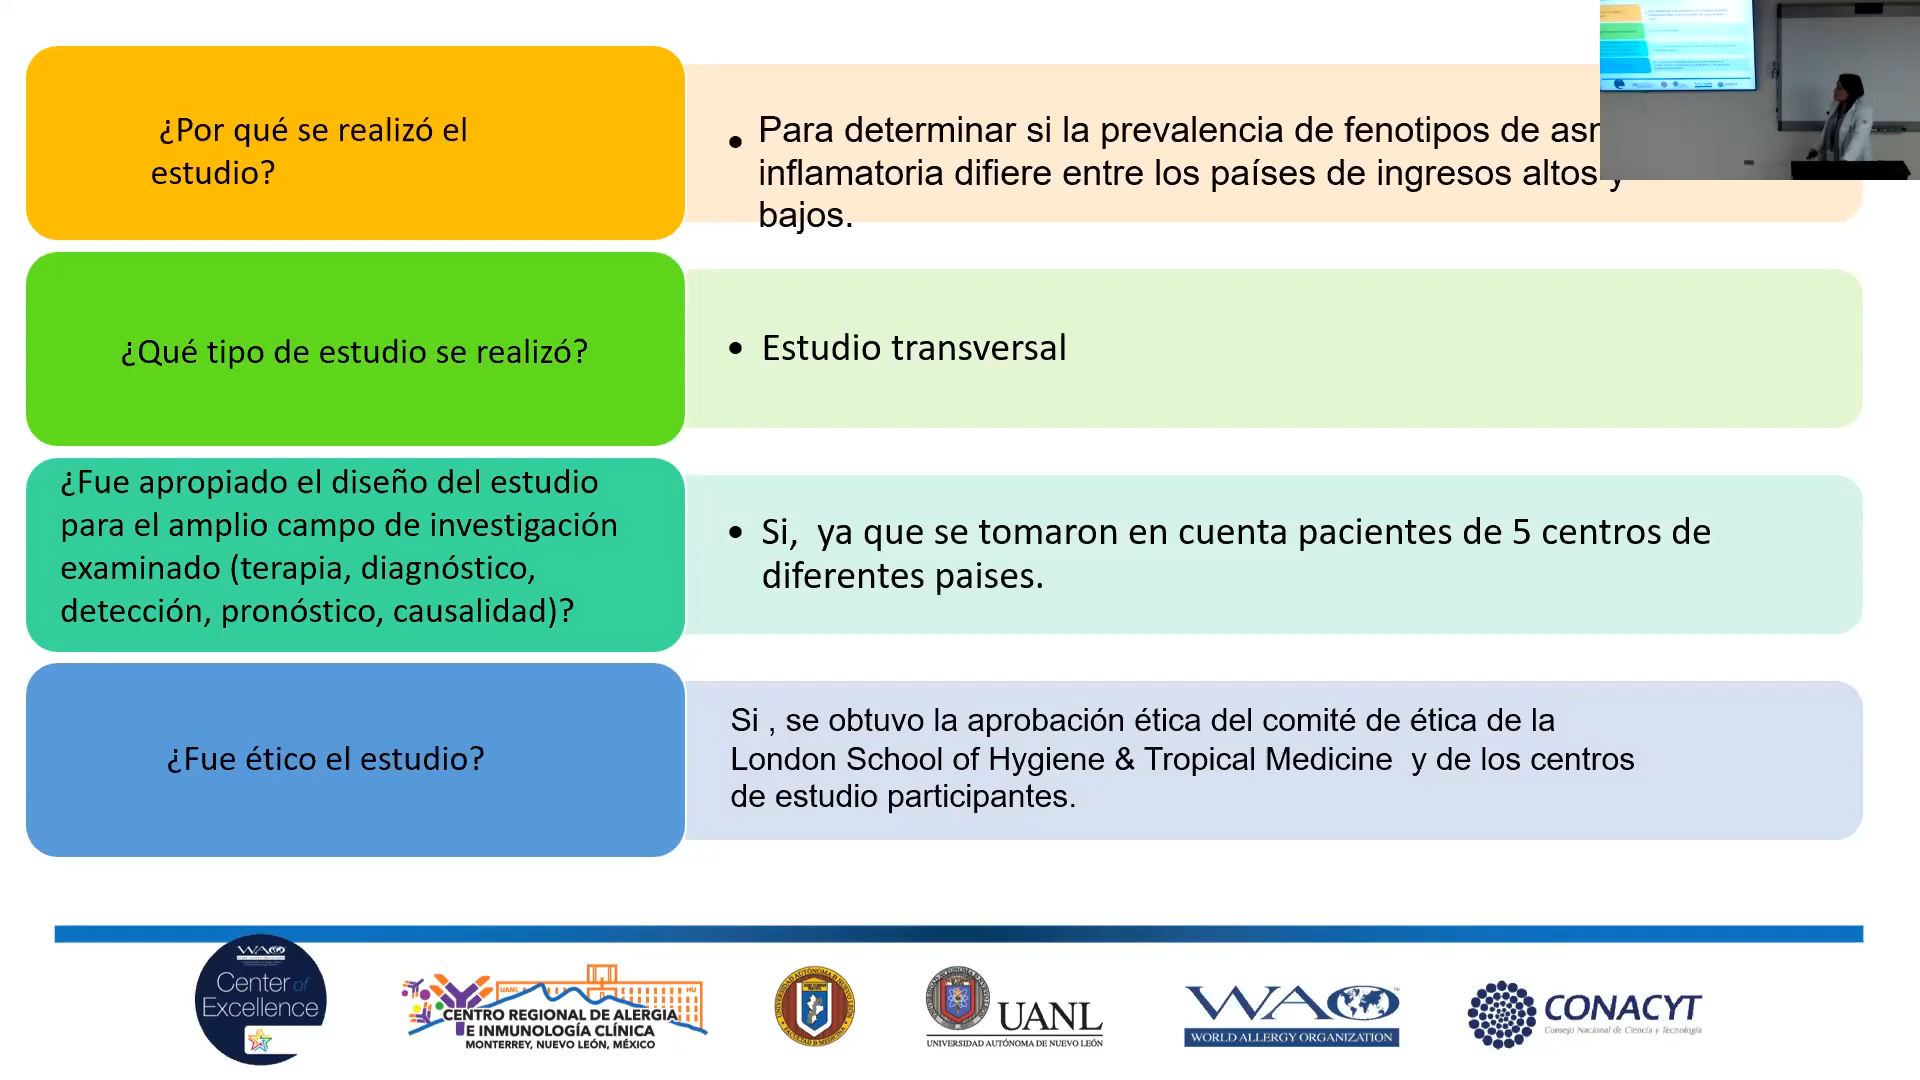 ¿Por qué se realizó el
estudio?
• Para determinar si la prevalencia de fenotipos de
inflamatoria difiere entre los países de ingresos altos y
bajos.
¿Qué tipo de estudio se realizó?
• Estudio transversal
¿Fue apropiado el diseño del estudio
para el amplio campo de investigación
examinado (terapia, diagnóstico,
detección, pronóstico, causalidad)?
• Si, ya que se tomaron en cuenta pacientes de 5 centros de
diferentes paises.
¿Fue ético el estudio?
Si , se obtuvo la aprobación ética del comité de ética de la
London School of Hygiene & Tropical Medicine y de los centros
de estudio participantes.
WAO
Center of
Excellence
UANL
HU
CENTRO REGIONAL DE ALERGIA
E INMUNOLOGÍA CLÍNICA
MONTERREY, NUEVO LEÓN, MÉXICO
UANL
UNIVERSIDAD AUTÓNOMA DE NUEVO LEÓN
WAO
WORLD ALLERGY ORGANIZATION
CONACYT
Consejo Nacional de Ciencia y Tecnología